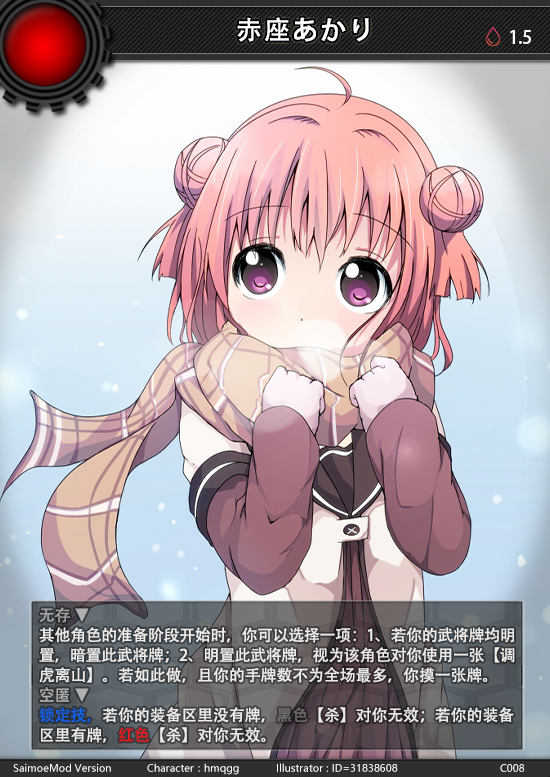 赤座あかり
1.5
无存▼
其他角色的准备阶段开始时，你可以选择一项：1、若你的武将牌均明
置，暗置此武将牌；2、明置此武将牌，视为该角色对你使用一张【调
虎离山】。若如此做，且你的手牌数不为全场最多，你摸一张牌。
空匿▼
锁定技，若你的装备区里没有牌，黑色【杀】对你无效；若你的装备
区里有牌，红色【杀】对你无效。
SaimoeMod Version Character : hmqgg Illustrator : ID=31838608 C008